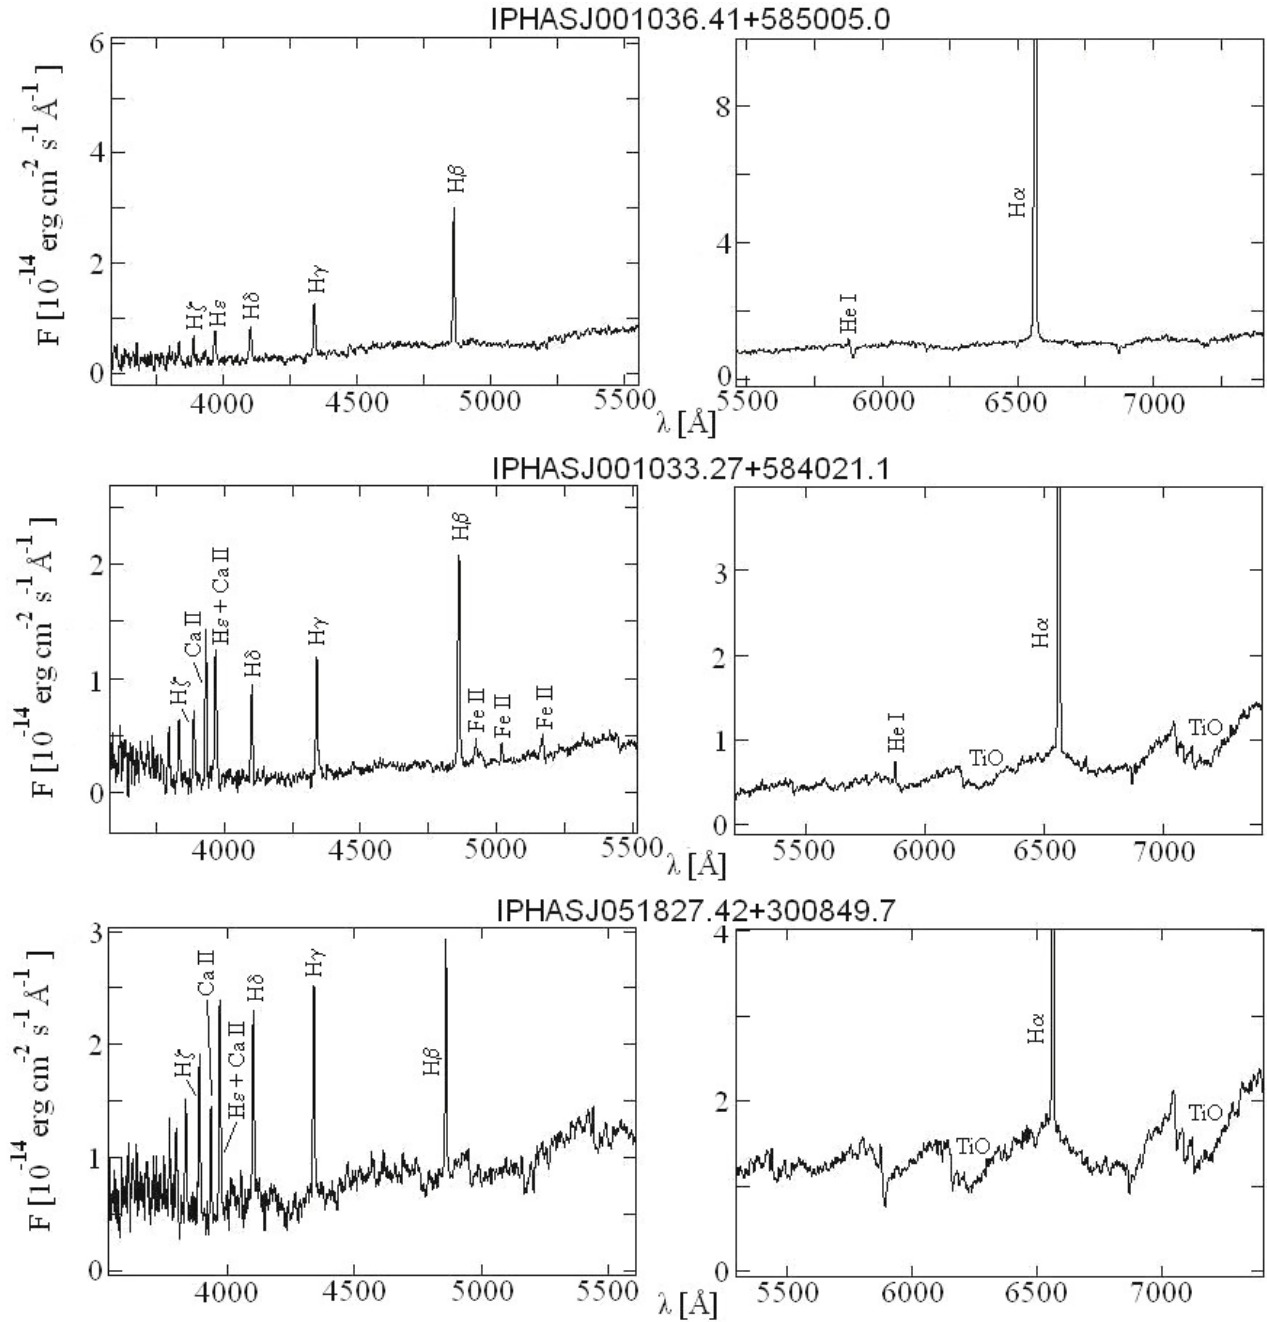 IPHASJ001036.41+585005.0
F [10^-14 erg cm^-2 s^-1 Å^-1]
6
4
2
0
Hζ
Hε
Hδ
Hγ
Hβ
4000
4500
5000
5500
8
4
0
He I
Hα
5500
6000
6500
7000
λ [Å]
IPHASJ001033.27+584021.1
F [10^-14 erg cm^-2 s^-1 Å^-1]
2
1
0
Hζ
Ca II
Hε + Ca II
Hδ
Hγ
Hβ
Fe II
Fe II
Fe II
4000
4500
5000
5500
3
2
1
0
He I
TiO
Hα
TiO
5500
6000
6500
7000
λ [Å]
IPHASJ051827.42+300849.7
F [10^-14 erg cm^-2 s^-1 Å^-1]
3
2
1
0
Hζ
Ca II
Hε + Ca II
Hδ
Hγ
Hβ
4000
4500
5000
5500
4
2
0
TiO
Hα
TiO
5500
6000
6500
7000
λ [Å]